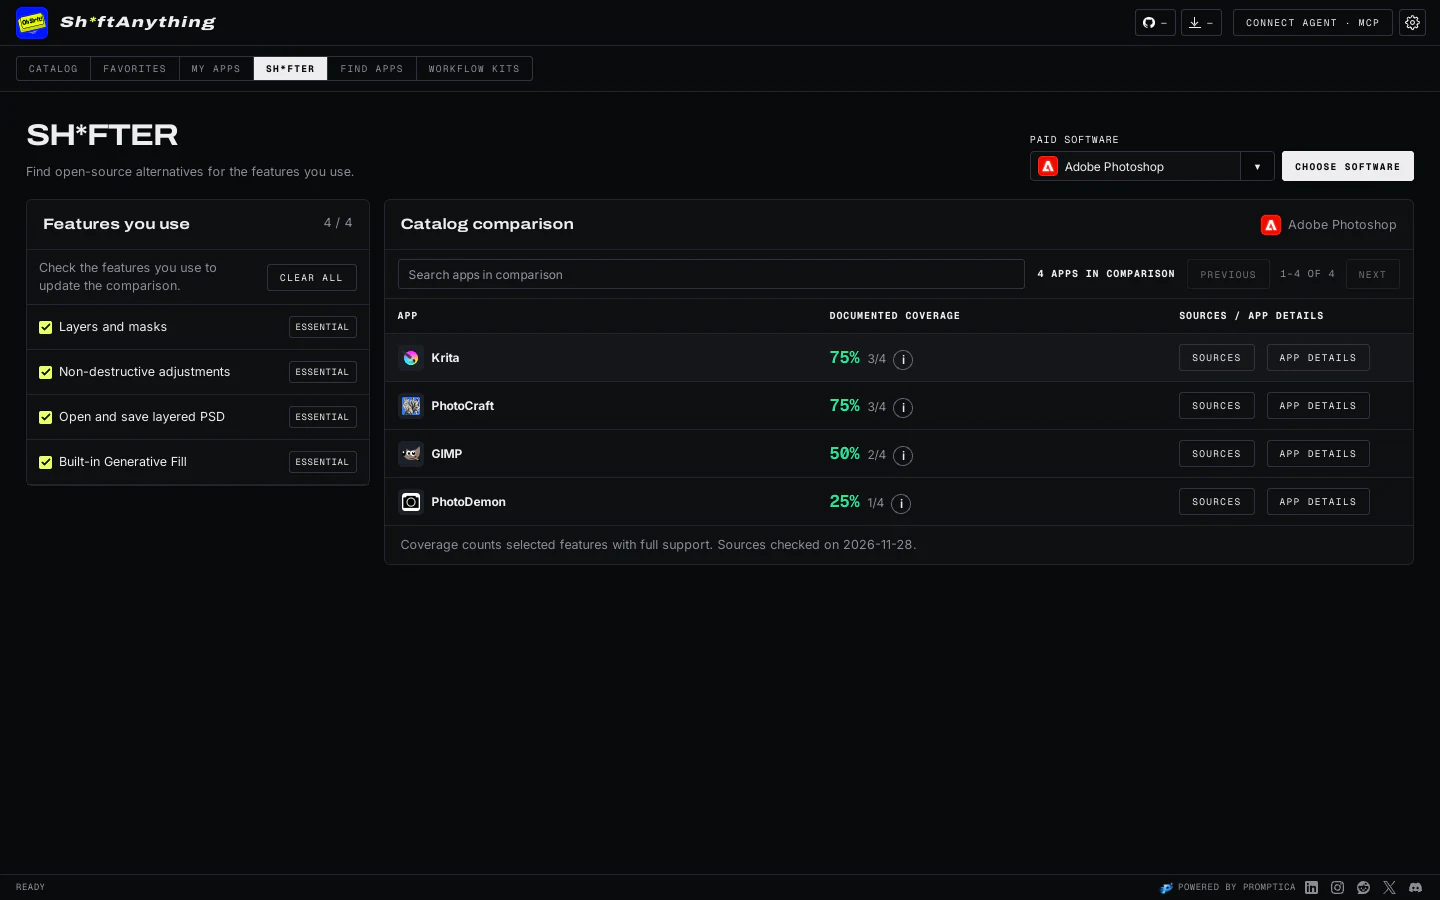 Sh*ftAnything
–
–
CONNECT AGENT · MCP
CATALOG
FAVORITES
MY APPS
SH*FTER
FIND APPS
WORKFLOW KITS
SH*FTER
Find open-source alternatives for the features you use.
PAID SOFTWARE
Adobe Photoshop
CHOOSE SOFTWARE
Features you use
4 / 4
Check the features you use to
update the comparison.
CLEAR ALL
Layers and masks
ESSENTIAL
Non-destructive adjustments
ESSENTIAL
Open and save layered PSD
ESSENTIAL
Built-in Generative Fill
ESSENTIAL
Catalog comparison
Adobe Photoshop
Search apps in comparison
4 APPS IN COMPARISON
PREVIOUS
1-4 OF 4
NEXT
APP
DOCUMENTED COVERAGE
SOURCES / APP DETAILS
Krita
75% 3/4 i
SOURCES
APP DETAILS
PhotoCraft
75% 3/4 i
SOURCES
APP DETAILS
GIMP
50% 2/4 i
SOURCES
APP DETAILS
PhotoDemon
25% 1/4 i
SOURCES
APP DETAILS
Coverage counts selected features with full support. Sources checked on 2026-11-28.
READY
POWERED BY PROMPTICA